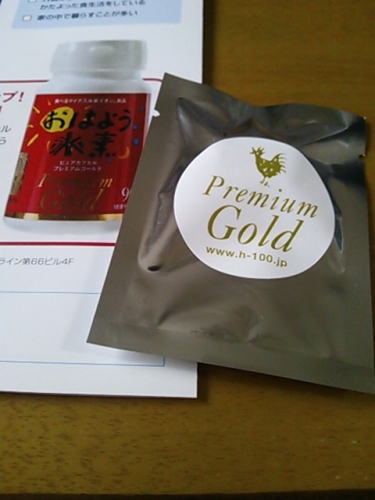 かたよった食生活をしている
家の中で暮らすことが多い
プ!
おはよう
水素
ピュアカプセル
プレミアムゴールド
Premium
Gold
9
ライン第66ビル4F
Premium
Gold
www.h-100.jp